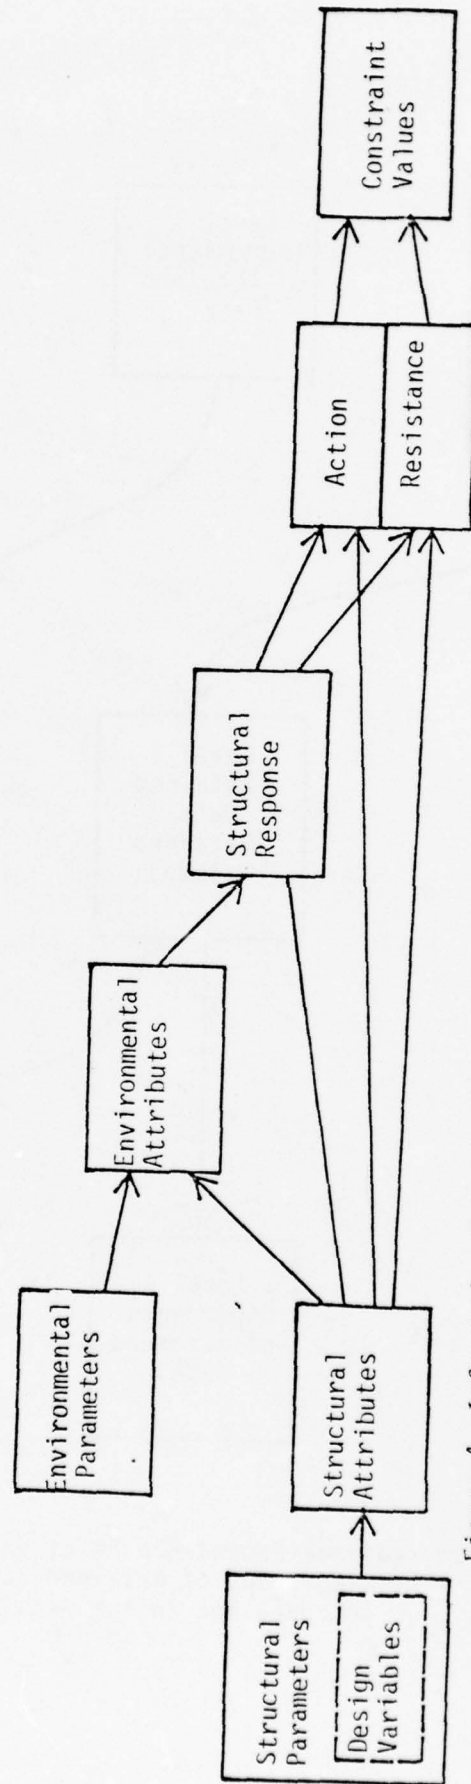 Environmental
Parameters
Structural
Parameters
Design
Variables
Structural
Attributes
Environmental
Attributes
Structural
Response
Action
Resistance
Constraint
Values